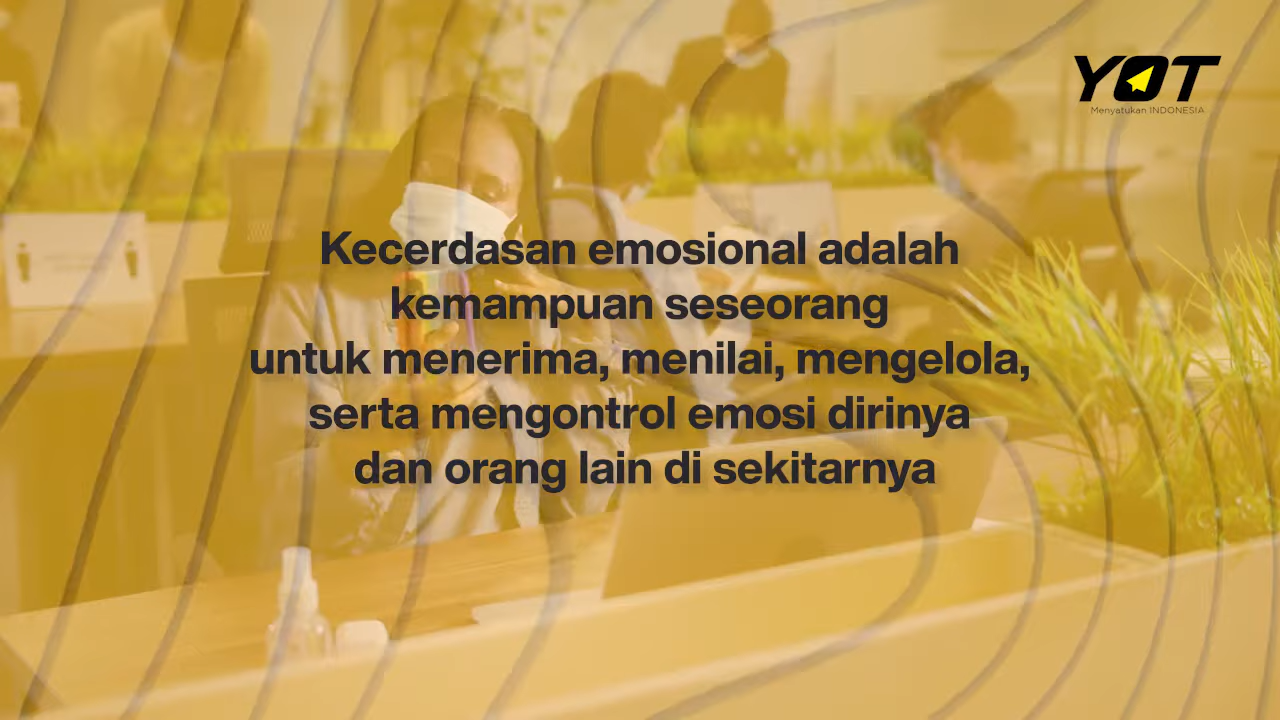 YOT
Menyatukan INDONESIA
Kecerdasan emosional adalah
kemampuan seseorang
untuk menerima, menilai, mengelola,
serta mengontrol emosi dirinya
dan orang lain di sekitarnya